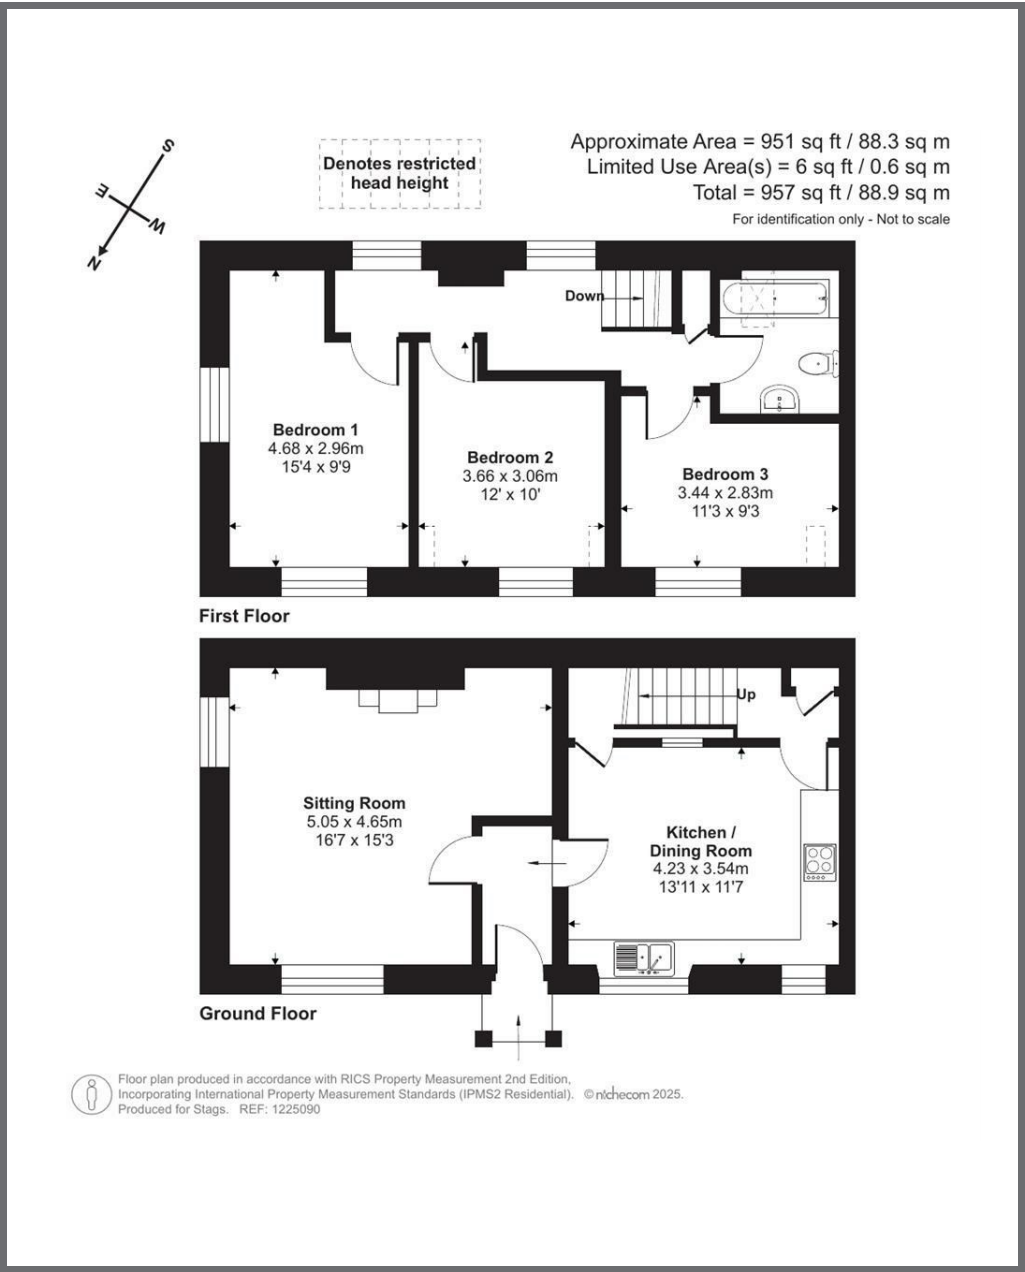 S
E
W
N
Denotes restricted
head height
Approximate Area = 951 sq ft / 88.3 sq m
Limited Use Area(s) = 6 sq ft / 0.6 sq m
Total = 957 sq ft / 88.9 sq m
For identification only - Not to scale
Down
Bedroom 1
4.68 x 2.96m
15'4 x 9'9
Bedroom 2
3.66 x 3.06m
12' x 10'
Bedroom 3
3.44 x 2.83m
11'3 x 9'3
First Floor
Up
Sitting Room
5.05 x 4.65m
16'7 x 15'3
Kitchen /
Dining Room
4.23 x 3.54m
13'11 x 11'7
Ground Floor
Floor plan produced in accordance with RICS Property Measurement 2nd Edition,
Incorporating International Property Measurement Standards (IPMS2 Residential). © nichecom 2025.
Produced for Stags. REF: 1225090